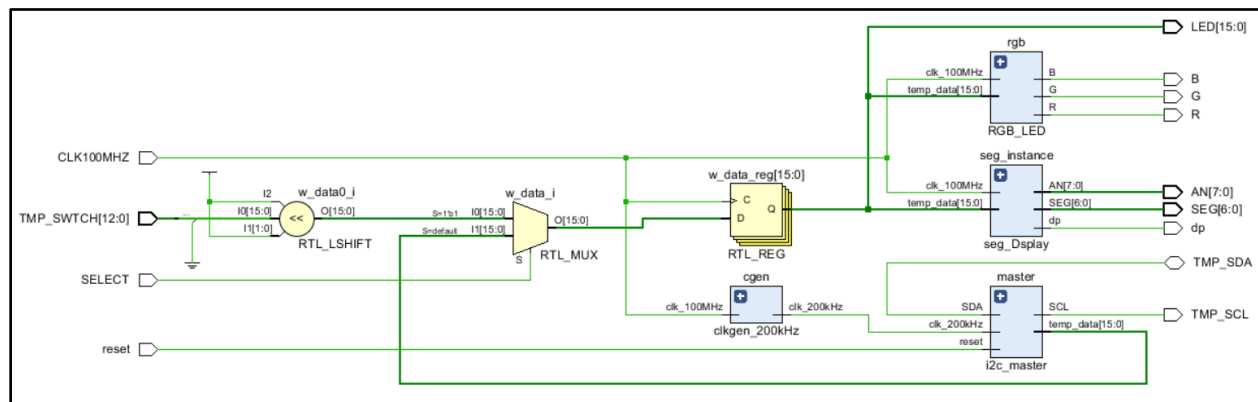 LED[15:0]
rgb
clk_100MHz
temp_data[15:0]
B
G
R
RGB_LED
B
G
R
CLK100MHZ
w_data0_i
I2
I0[15:0]
I1[1:0]
<<
O[15:0]
RTL_LSHIFT
TMP_SWTCH[12:0]
...
w_data_i
S=1'b1
I0[15:0]
S=default
I1[15:0]
O[15:0]
S
RTL_MUX
w_data_reg[15:0]
C
D
Q
RTL_REG
seg_instance
clk_100MHz
temp_data[15:0]
AN[7:0]
SEG[6:0]
dp
seg_Dsplay
AN[7:0]
SEG[6:0]
dp
SELECT
cgen
clk_100MHz
clk_200kHz
clkgen_200kHz
master
SDA
clk_200kHz
reset
SCL
temp_data[15:0]
i2c_master
TMP_SDA
TMP_SCL
reset